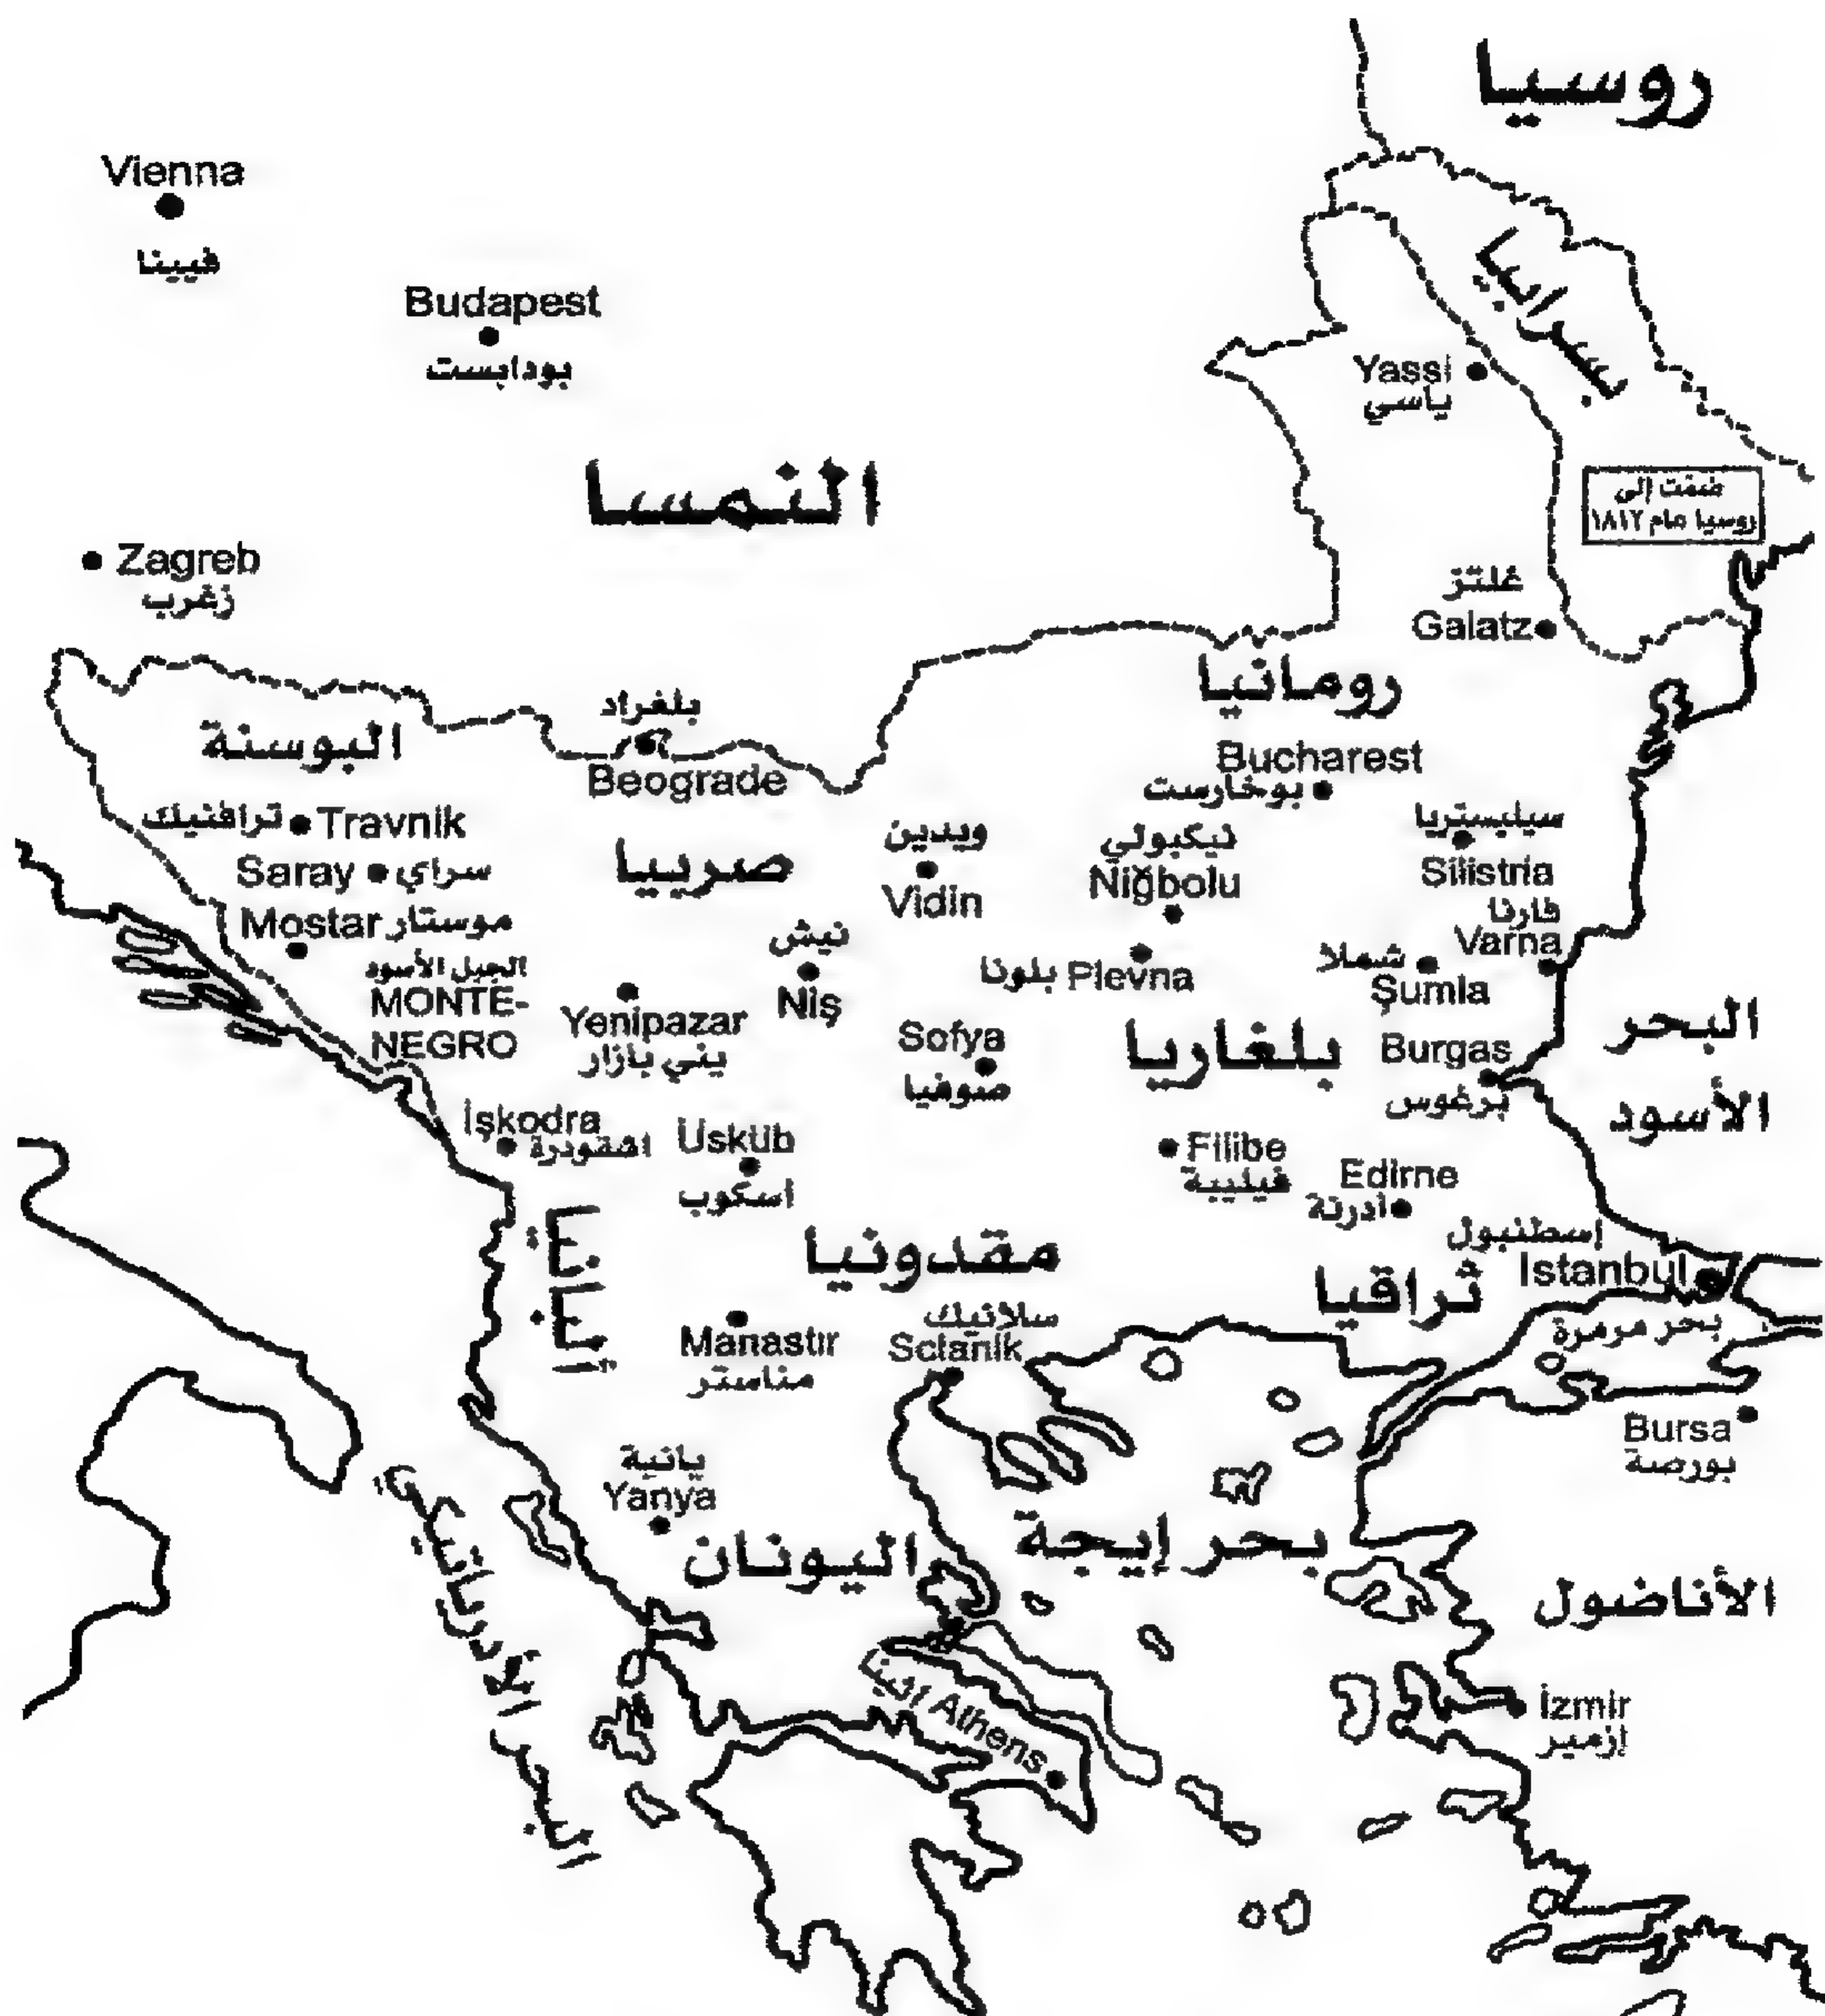 روسيا
Vienna
فيينا
بسرابيا
Budapest
بودابست
Yassi
ياسي
النمسا
ضمّت إلى
روسيا عام ١٨١٢
Zagreb
زغرب
غلتز
Galatz
رومانيا
بلغراد
Beograde
البوسنة
Bucharest
بوخارست
ترافنيك Travnik
سيليستريا
Silistria
ويدين
Vidin
نيكبولي
Niğbolu
صربيا
Saray سراي
Mostar موستار
فارنا
Varna
نيش
Niş
الجبل الأسود
MONTE-
NEGRO
بلونا Plevna
شملا
Şumla
Yenipazar
يني بازار
Sofya
صوفيا
بلغاريا
Burgas
برغوس
البحر
الأسود
İşkodra
اشقودرة
Üsküb
اسكوب
Filibe
فيليبة
Edirne
أدرنة
إسطنبول
Istanbul
ألبانيا
مقدونيا
ثراقيا
بحر مرمرة
Manastır
مناستر
سلانيك
Selanik
Bursa
بورصة
يانية
Yanya
اليونان
بحر إيجة
الأناضول
البحر الأدرياتي
أثينا Athens
İzmir
إزمير